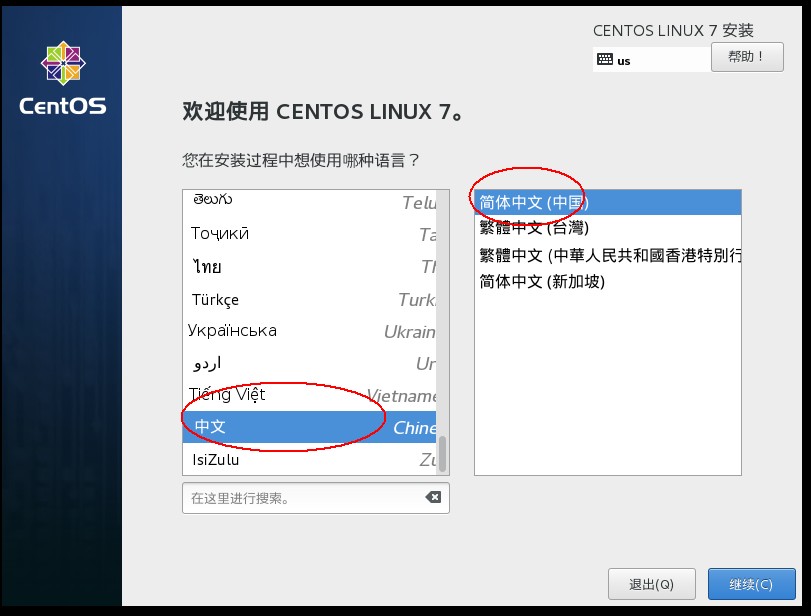 CENTOS LINUX 7 安装
us
帮助！
CentOS
欢迎使用 CENTOS LINUX 7。
您在安装过程中想使用哪种语言？
తెలుగు Telu
Тоҷикӣ Ta
ไทย Th
Türkçe Turk
Українська Ukrain
اردو Ur
Tiếng Việt Vietname
中文 Chine
IsiZulu Zu
简体中文 (中国)
繁體中文 (台灣)
繁體中文 (中華人民共和國香港特別行
简体中文 (新加坡)
在这里进行搜索。
退出(Q)
继续(C)